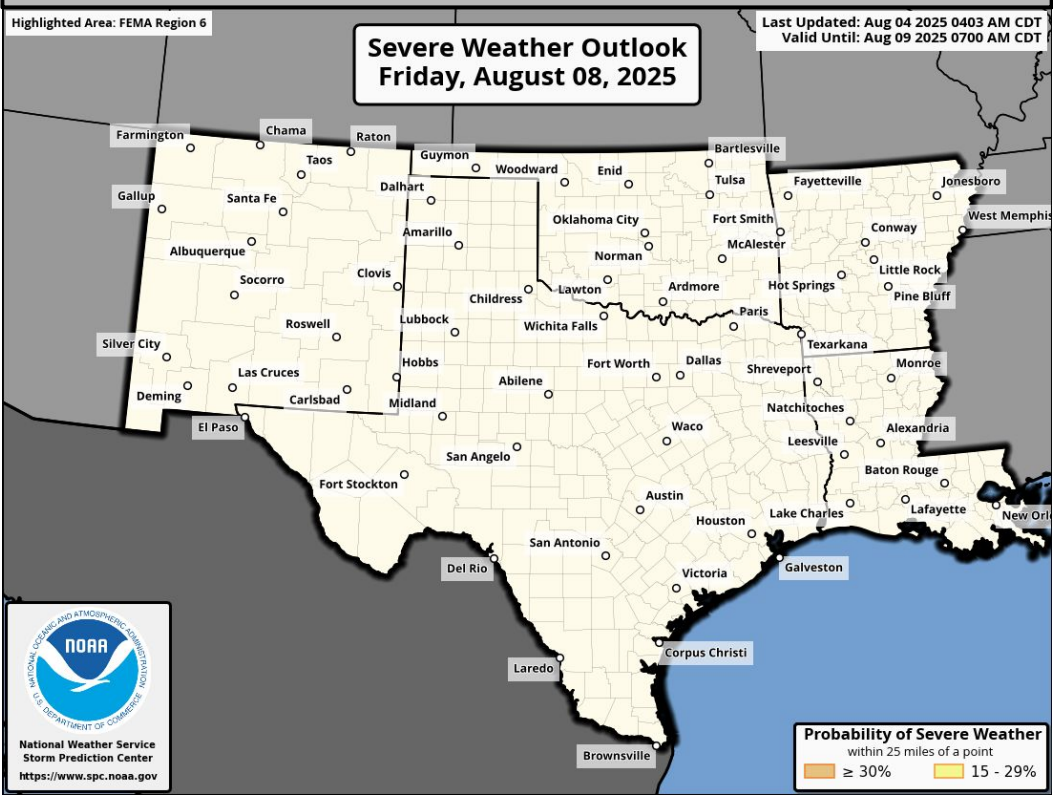 Highlighted Area: FEMA Region 6
Last Updated: Aug 04 2025 0403 AM CDT
Valid Until: Aug 09 2025 0700 AM CDT
Severe Weather Outlook
Friday, August 08, 2025
Farmington
Chama
Raton
Taos
Guymon
Woodward
Enid
Bartlesville
Tulsa
Fayetteville
Jonesboro
Gallup
Santa Fe
Dalhart
Albuquerque
Amarillo
Oklahoma City
Norman
Fort Smith
McAlester
Conway
West Memphis
Socorro
Clovis
Childress
Lawton
Ardmore
Hot Springs
Little Rock
Pine Bluff
Roswell
Lubbock
Wichita Falls
Paris
Texarkana
Silver City
Las Cruces
Hobbs
Fort Worth
Dallas
Shreveport
Monroe
Deming
Carlsbad
Midland
Abilene
Natchitoches
El Paso
San Angelo
Waco
Leesville
Alexandria
Fort Stockton
Baton Rouge
Austin
Houston
Lake Charles
Lafayette
New Orl
Del Rio
San Antonio
Galveston
Victoria
Laredo
Corpus Christi
Brownsville
NATIONAL OCEANIC AND ATMOSPHERIC ADMINISTRATION
NOAA
U.S. DEPARTMENT OF COMMERCE
National Weather Service
Storm Prediction Center
https://www.spc.noaa.gov
Probability of Severe Weather
within 25 miles of a point
≥ 30%
15 - 29%